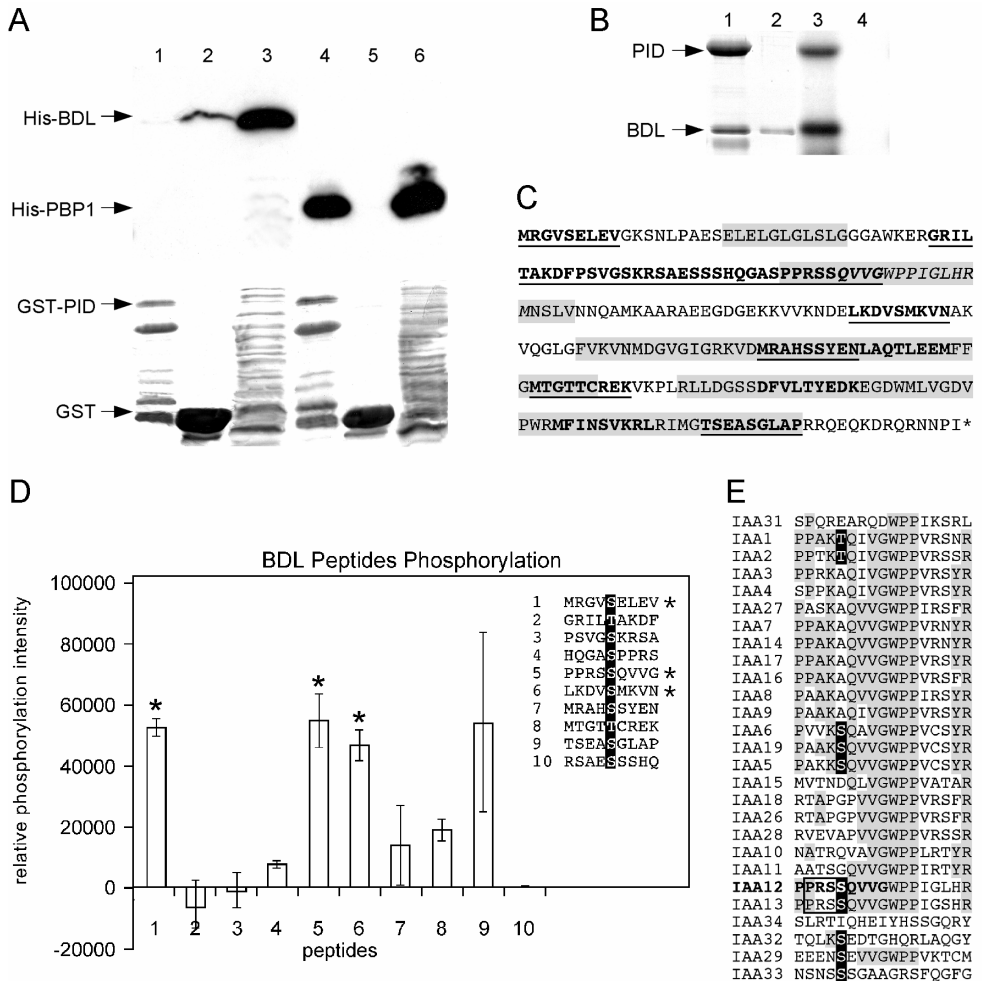 A
1 2 3 4 5 6
His-BDL
His-PBP1
GST-PID
GST
B
1 2 3 4
PID
BDL
C
MRGVSELEVGKSNLPAESELELGLGLSLGGGAWKERGRIL
TAKDFPSVGSKRSAESSSHQGASPPRSSQVVGWPPIGLHR
MNSLVNNQAMKAARAEEGDGEKKVVKNDELKDVSMKVNAK
VQGLGFVKVNMDGVGIGRKVDMRAHSSYENLAQTLEEMFF
GMTGTTCREKVKPLRLLDGSSDFVLTYEDKEGDWMLVGDV
PWRMFINSVKRLRIMGTSEASGLAPRRQEQKDRQRNNPI*
D
BDL Peptides Phosphorylation
relative phosphorylation intensity
100000
80000
60000
40000
20000
0
-20000
* * *
1 2 3 4 5 6 7 8 9 10
peptides
1 MRGVSELEV *
2 GRILTAKDF
3 PSVGSKRSA
4 HQGASPPRS
5 PPRSSQVVG *
6 LKDVSMKVN *
7 MRAHSSYEN
8 MTGTTCREK
9 TSEASGLAP
10 RSAESSSHQ
E
IAA31 SPQREARQDWPPIKSRL
IAA1 PPAKTQIVGWPPVRSNR
IAA2 PPTKTQIVGWPPVRSSR
IAA3 PPRKAQIVGWPPVRSYR
IAA4 SPPKAQIVGWPPVRSYR
IAA27 PASKAQVVGWPPIRSFR
IAA7 PPAKAQVVGWPPVRNYR
IAA14 PPAKAQVVGWPPVRNYR
IAA17 PPAKAQVVGWPPVRSYR
IAA16 PPAKAQVVGWPPVRSFR
IAA8 PAAKAQIVGWPPVRSYR
IAA9 PAAKAQIVGWPPVRSYR
IAA6 PVVKSQAVGWPPVCSYR
IAA19 PAAKSQVVGWPPVCSYR
IAA5 PAKKSQVVGWPPVCSYR
IAA15 MVTNDQLVGWPPVATAR
IAA18 RTAPGPVVGWPPVRSFR
IAA26 RTAPGPVVGWPPVRSFR
IAA28 RVEVAPVVGWPPVRSSR
IAA10 NATRQVAVGWPPLRTYR
IAA11 AATSGQVVGWPPIRTYR
IAA12 PPRSSQVVGWPPIGLHR
IAA13 PPRSSQVVGWPPIGSHR
IAA34 SLRTIQHEIYHSSGQRY
IAA32 TQLKSEDTGHQRLAQGY
IAA29 EEENSEVVGWPPVKTCM
IAA33 NSNSSSGAAGRSFQGFG